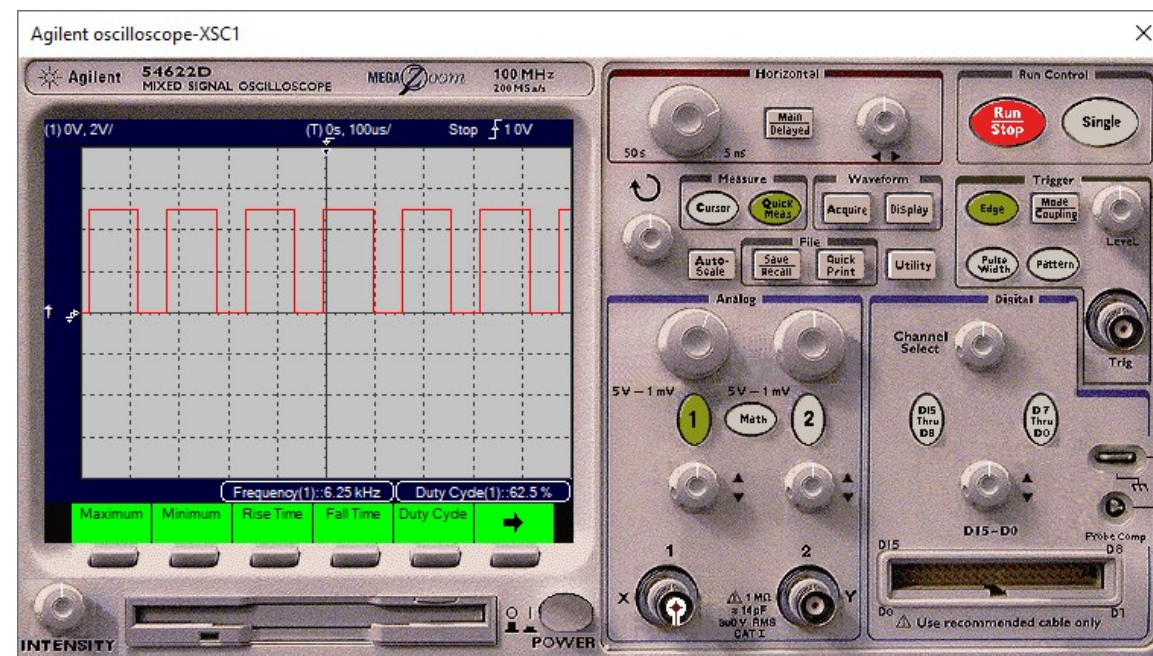 Agilent oscilloscope-XSC1
Agilent 54622D MIXED SIGNAL OSCILLOSCOPE MEGA Zoom 100 MHz 200 MSa/s
(1) 0V, 2V/ (T) 0s, 100us/ Stop 1 0V
Frequency(1)::6.25 kHz Duty Cycle(1)::62.5 %
Maximum Minimum Rise Time Fall Time Duty Cycle
INTENSITY
O I
POWER
Horizontal
50 s 5 ns
Main
Delayed
Run Control
Run
Stop
Single
Measure
Cursor
Quick
Meas
Waveform
Acquire
Display
Trigger
Edge
Mode
Coupling
Level
Auto-
Scale
File
Save
Recall
Quick
Print
Utility
Pulse
Width
Pattern
Trig
Analog
5V – 1 mV 5V – 1 mV
1 Math 2
1 2
X Y
1 MΩ
≅ 14 pF
300 V RMS
CAT I
Digital
Channel
Select
D15
Thru
D8
D7
Thru
D0
D15-D0
Probe Comp
D15 D8
D0 D7
Use recommended cable only